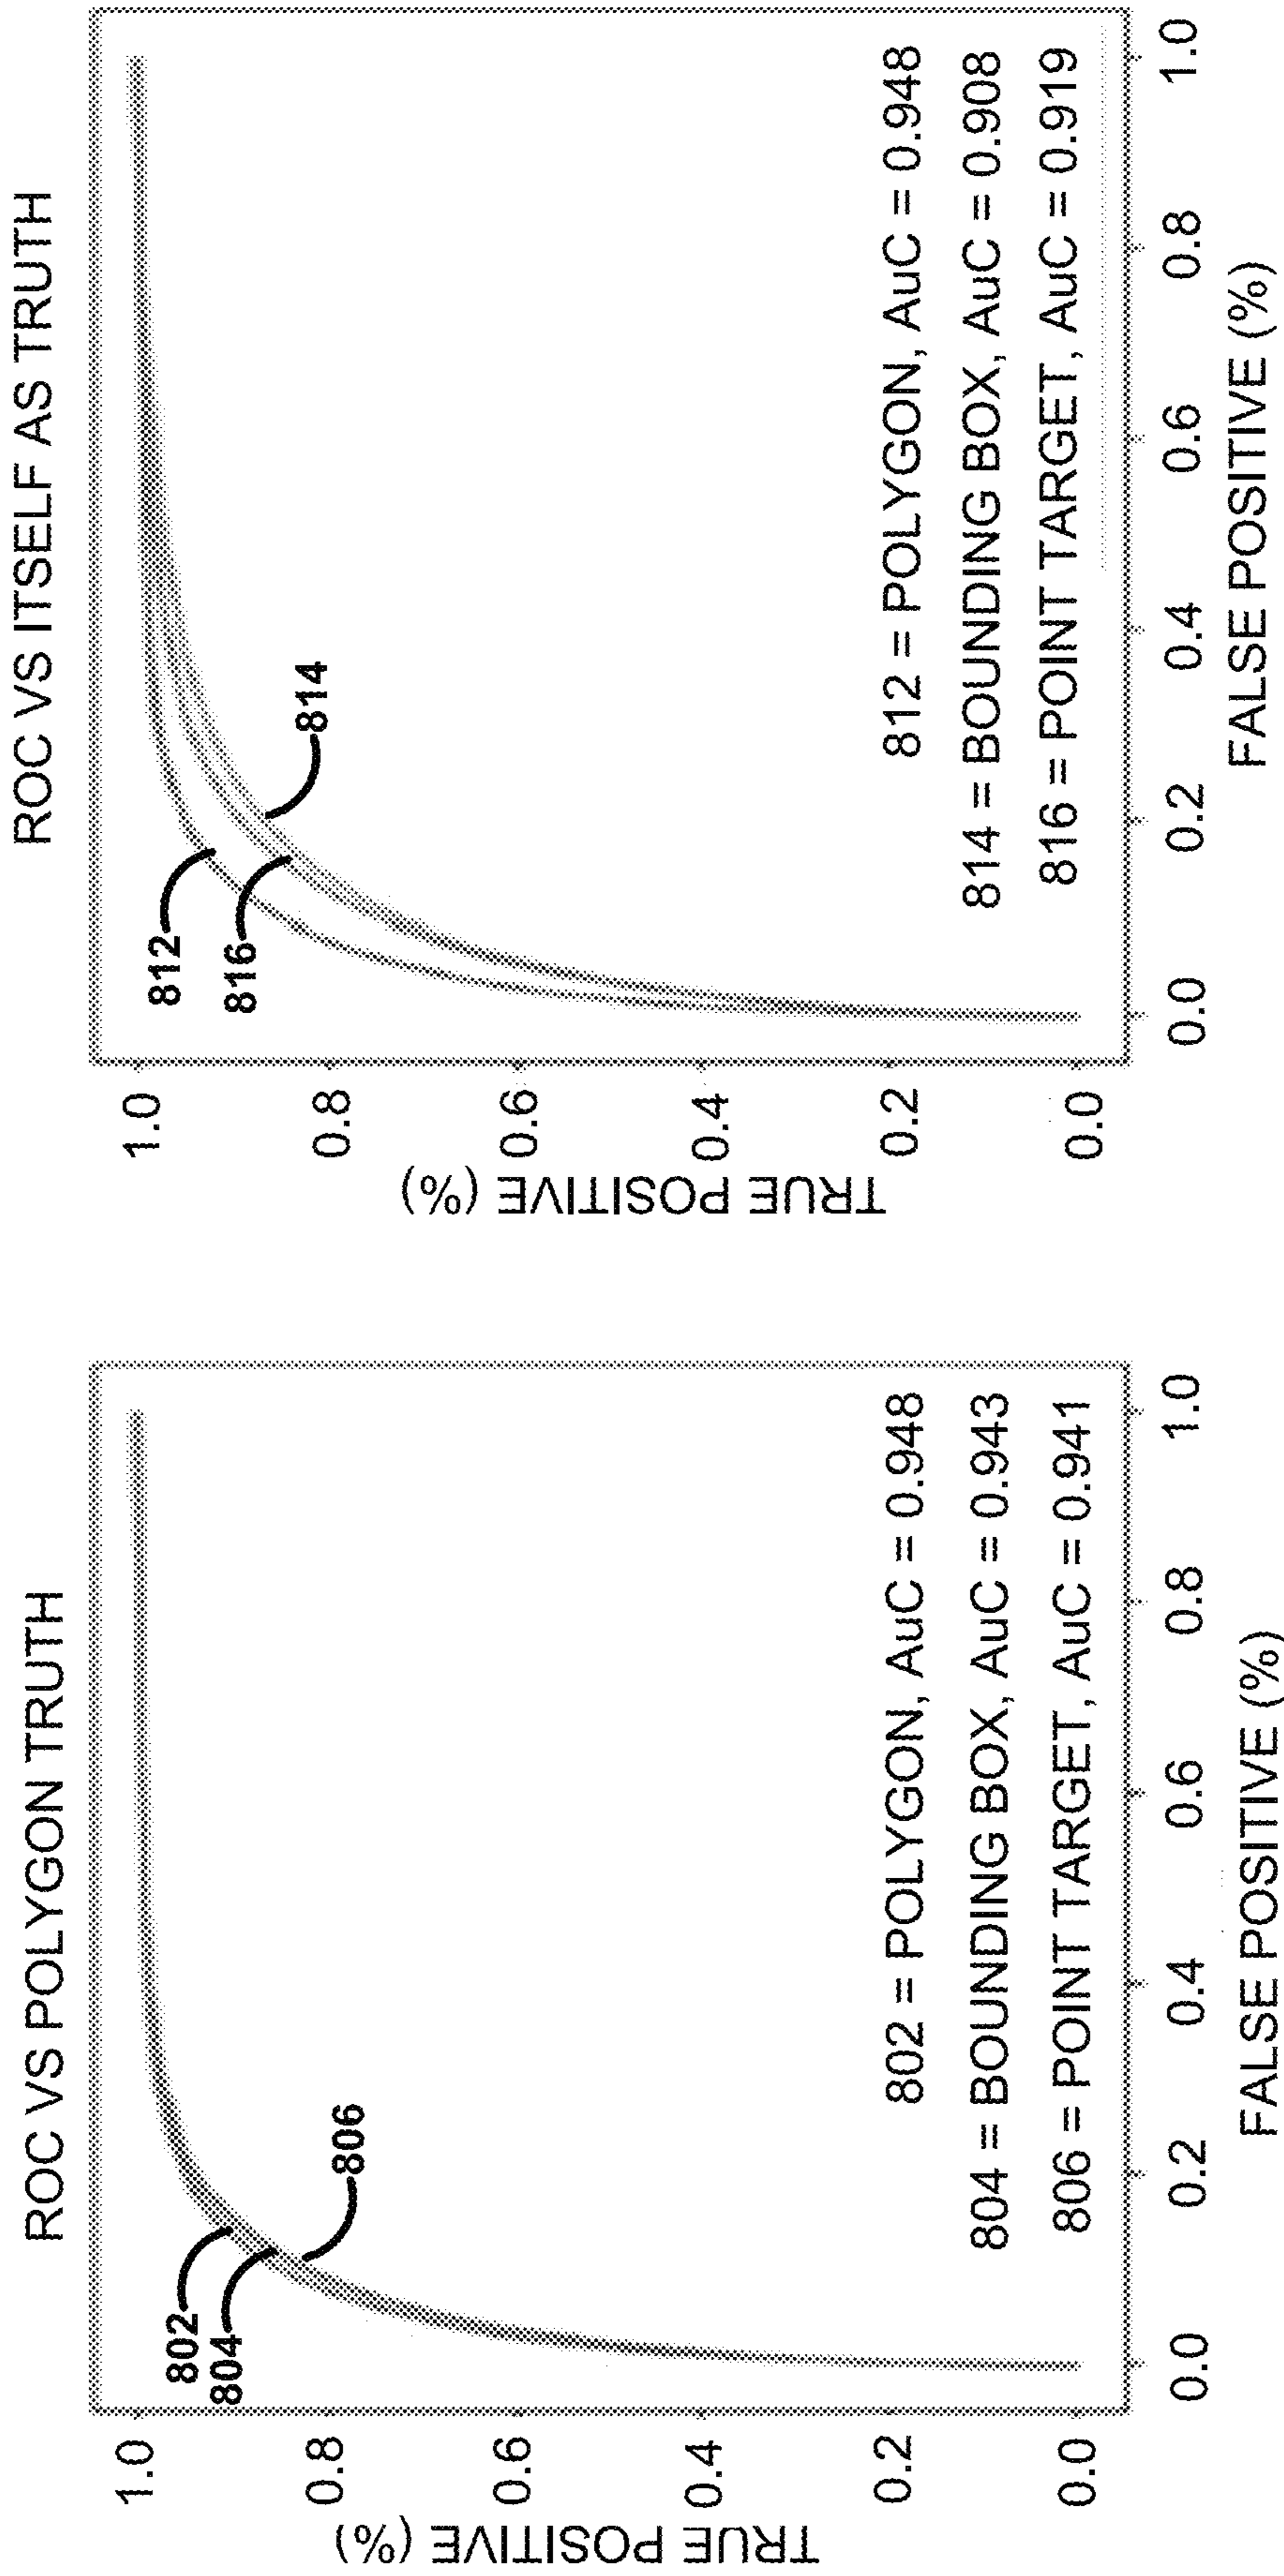 ROC VS POLYGON TRUTH
TRUE POSITIVE (%)
1.0
0.8
0.6
0.4
0.2
0.0
802
804
806
802 = POLYGON, AuC = 0.948
804 = BOUNDING BOX, AuC = 0.943
806 = POINT TARGET, AuC = 0.941
0.0
0.2
0.4
0.6
0.8
1.0
FALSE POSITIVE (%)
ROC VS ITSELF AS TRUTH
TRUE POSITIVE (%)
1.0
0.8
0.6
0.4
0.2
0.0
812
816
814
812 = POLYGON, AuC = 0.948
814 = BOUNDING BOX, AuC = 0.908
816 = POINT TARGET, AuC = 0.919
0.0
0.2
0.4
0.6
0.8
1.0
FALSE POSITIVE (%)